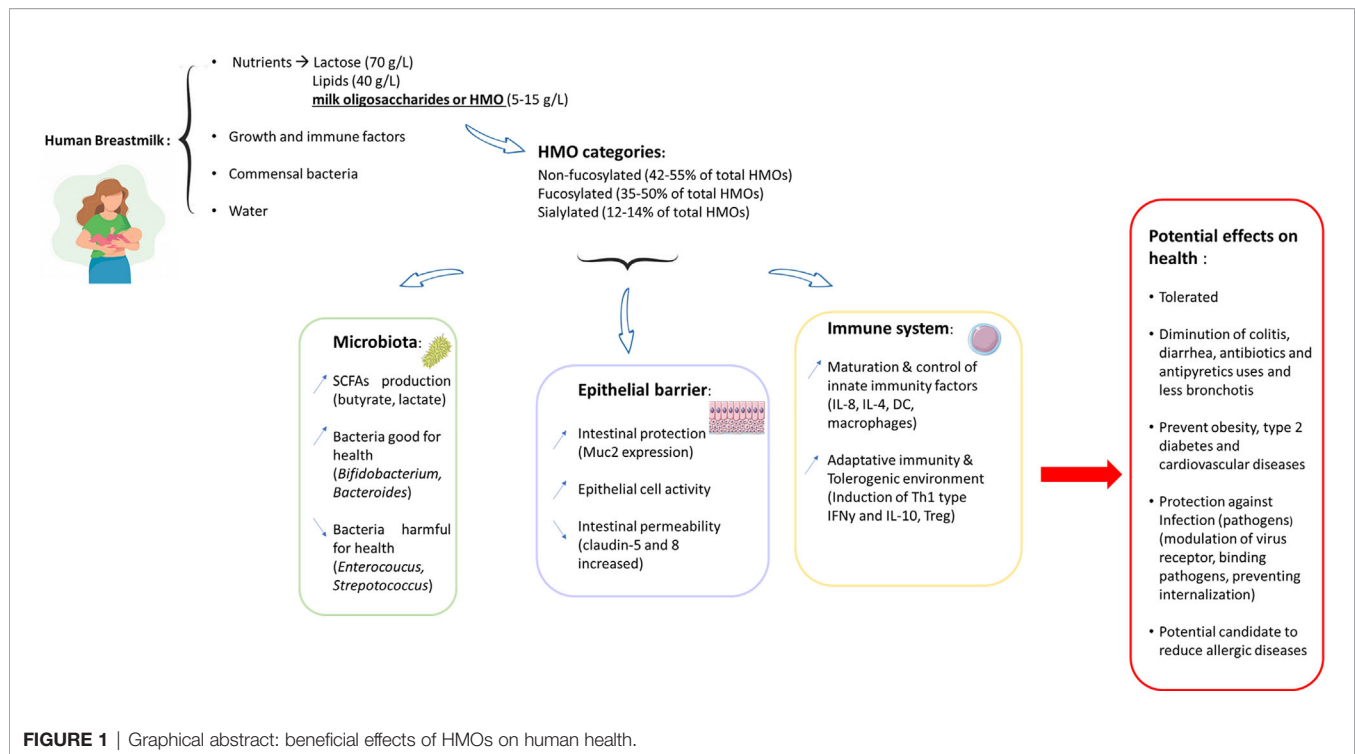 Human Breastmilk :
• Nutrients → Lactose (70 g/L)
Lipids (40 g/L)
milk oligosaccharides or HMO (5-15 g/L)
• Growth and immune factors
• Commensal bacteria
• Water
HMO categories:
Non-fucosylated (42-55% of total HMOs)
Fucosylated (35-50% of total HMOs)
Sialylated (12-14% of total HMOs)
Microbiota:
SCFAs production
(butyrate, lactate)
Bacteria good for
health
(Bifidobacterium,
Bacteroides)
Bacteria harmful
for health
(Enterocoucus,
Strepotococcus)
Epithelial barrier:
Intestinal protection
(Muc2 expression)
Epithelial cell activity
Intestinal permeability
(claudin-5 and 8
increased)
Immune system:
Maturation & control of
innate immunity factors
(IL-8, IL-4, DC,
macrophages)
Adaptative immunity &
Tolerogenic environment
(Induction of Th1 type
IFNγ and IL-10, Treg)
Potential effects on
health :
• Tolerated
• Diminution of colitis,
diarrhea, antibiotics and
antipyretics uses and
less bronchotis
• Prevent obesity, type 2
diabetes and
cardiovascular diseases
• Protection against
Infection (pathogens)
(modulation of virus
receptor, binding
pathogens, preventing
internalization)
• Potential candidate to
reduce allergic diseases
FIGURE 1 | Graphical abstract: beneficial effects of HMOs on human health.